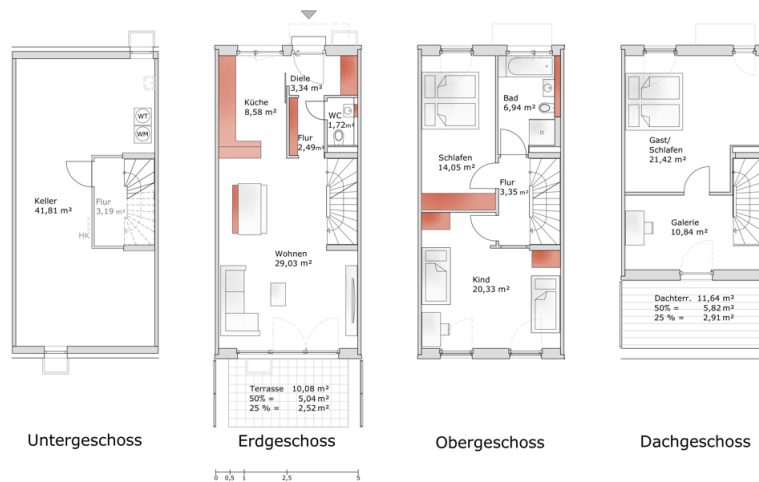 WT
WM
Keller
41,81 m²
Flur
3,19 m²
HK
Untergeschoss
Diele
3,34 m²
Küche
8,58 m²
WC
1,72m²
Flur
2,49m²
Wohnen
29,03 m²
Terrasse 10,08 m²
50% = 5,04 m²
25 % = 2,52 m²
Erdgeschoss
0 0,5 1 2,5 5
Bad
6,94 m²
Schlafen
14,05 m²
Flur
3,35 m²
Kind
20,33 m²
Obergeschoss
Gast/
Schlafen
21,42 m²
Galerie
10,84 m²
Dachterr. 11,64 m²
50% = 5,82 m²
25 % = 2,91 m²
Dachgeschoss